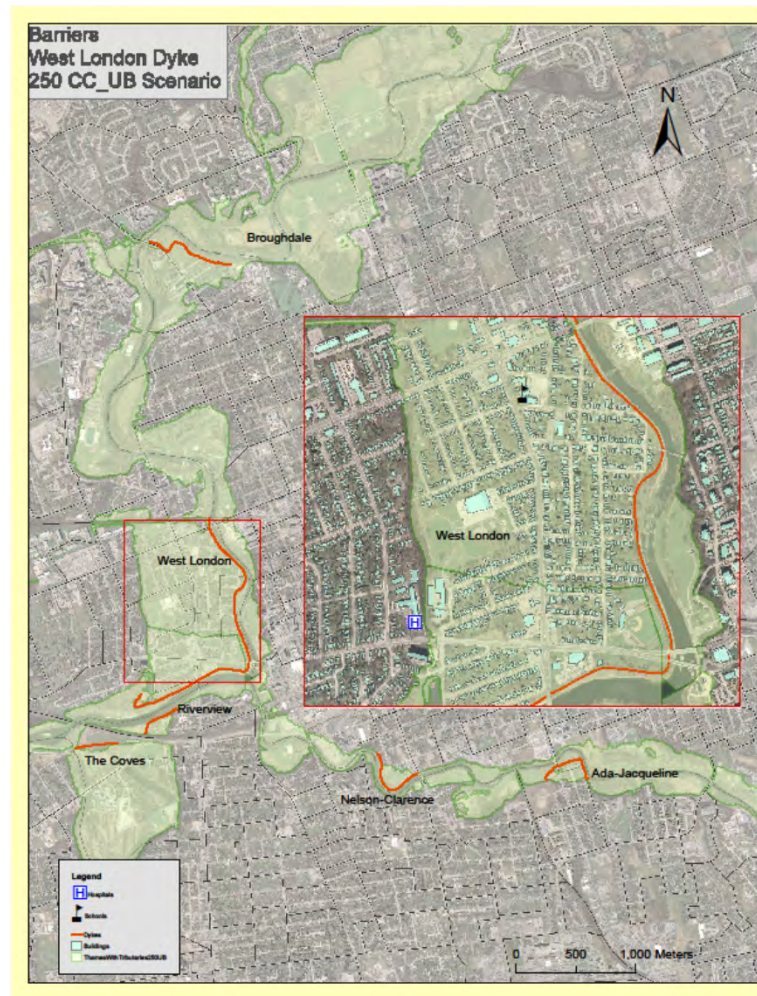 Barriers
West London Dyke
250 CC_UB Scenario
N
Broughdale
West London
West London
H
Riverview
The Coves
Nelson-Clarence
Ada-Jacqueline
Legend
H Hospitals
Schools
Dykes
Buildings
ThamesWithTributaries250UB
0 500 1,000 Meters